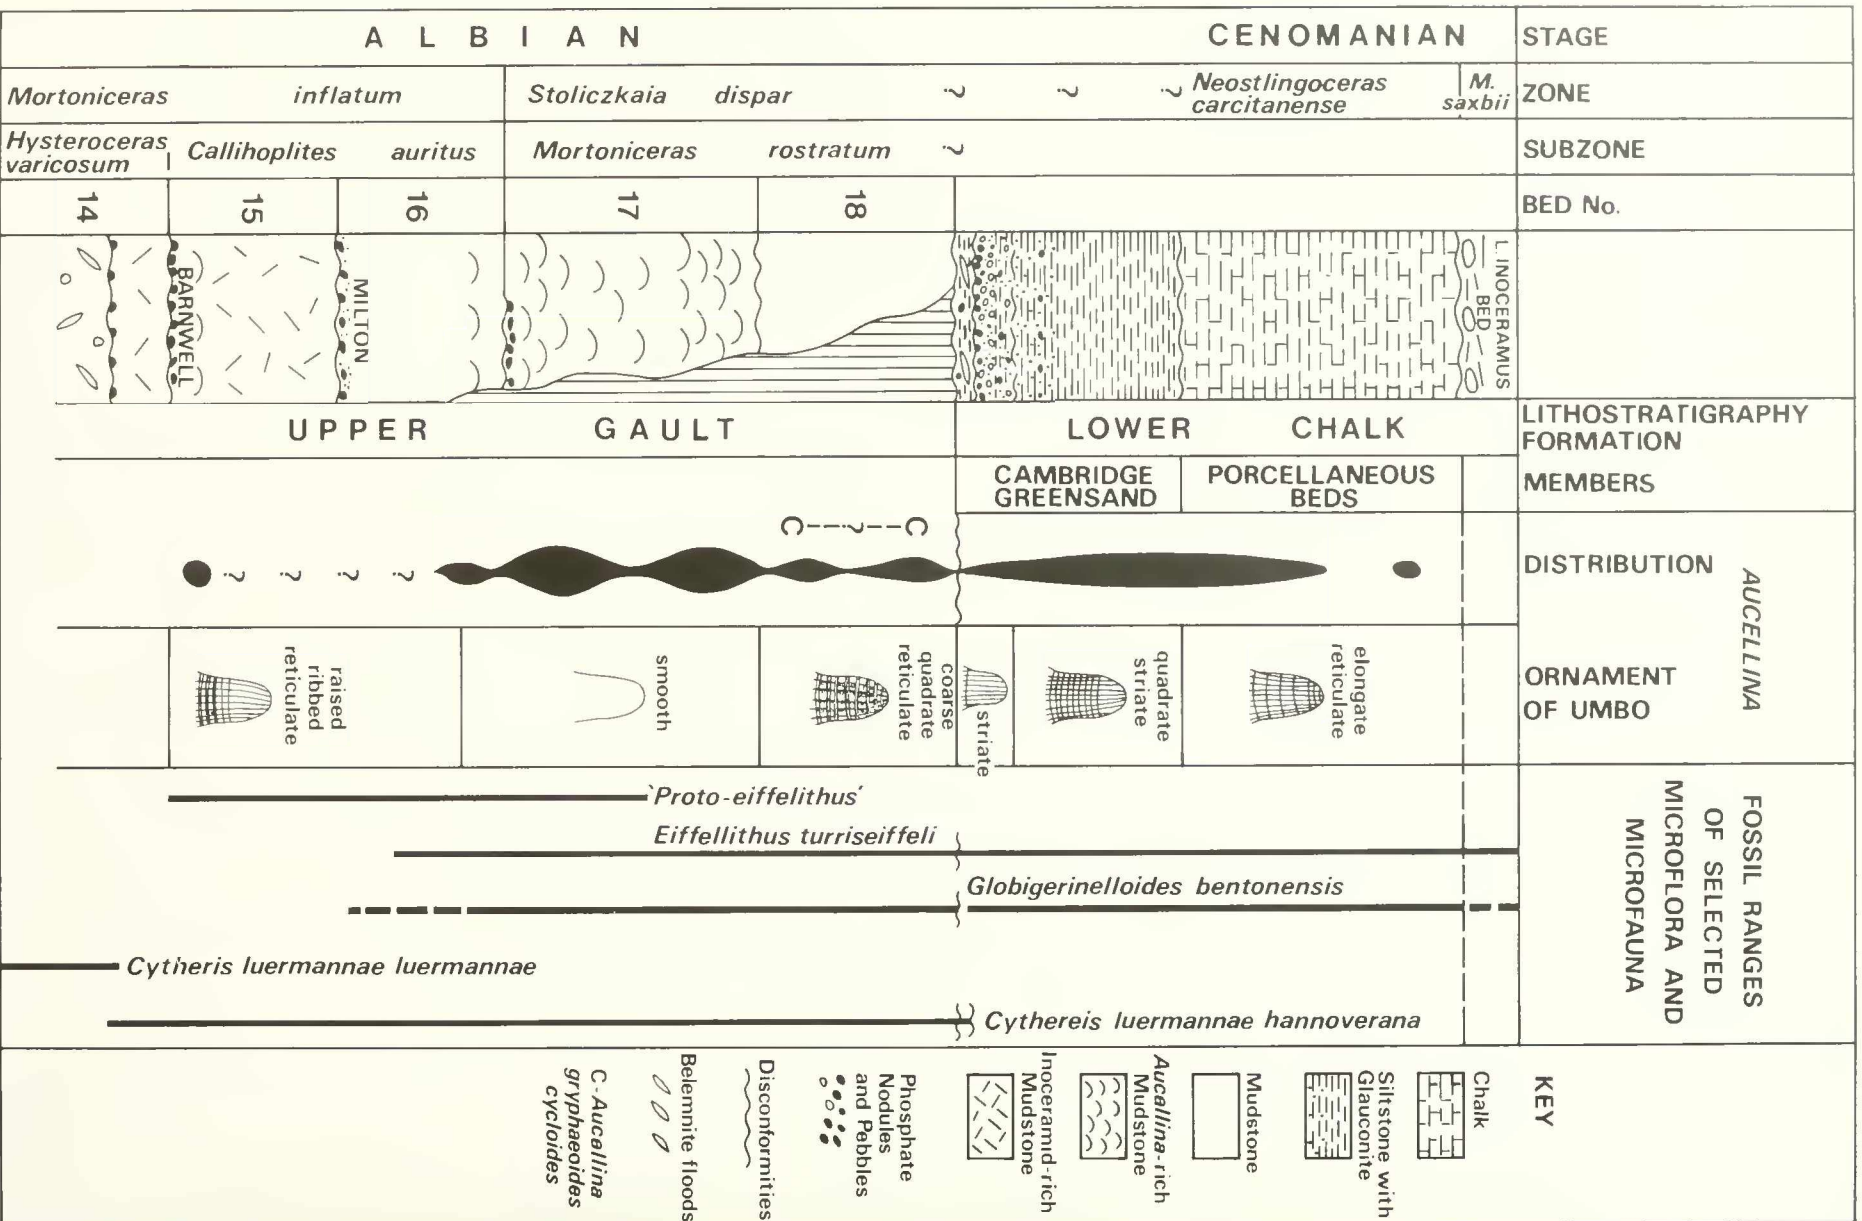 ALBIAN CENOMANIAN STAGE
Mortoniceras inflatum Stoliczkaia dispar ? ? ? Neostlingoceras carcitanense M. saxbii ZONE
Hysteroceras varicosum Callihoplites auritus Mortoniceras rostratum ? SUBZONE
14 15 16 17 18 BED No.
BARNWELL
MILTON
I. INOCERAMUS
BED
UPPER GAULT LOWER CHALK
LITHOSTRATIGRAPHY
FORMATION
CAMBRIDGE
GREENSAND
PORCELLANEOUS
BEDS
MEMBERS
C---?---C
? ? ? ?
DISTRIBUTION
AUCELLINA
raised
ribbed
reticulate
smooth
coarse
quadrate
reticulate
striate
quadrate
striate
elongate
reticulate
ORNAMENT
OF UMBO
'Proto-eiffelithus'
Eiffellithus turriseiffeli
Globigerinelloides bentonensis
Cytheris luermannae luermannae
Cythereis luermannae hannoverana
FOSSIL RANGES
OF SELECTED
MICROFLORA AND
MICROFAUNA
KEY
Chalk
Siltstone with
Glauconite
Mudstone
Aucallina-rich
Mudstone
Inoceramid-rich
Mudstone
Phosphate
Nodules
and Pebbles
Disconformities
Belemnite floods
C-Aucallina
gryphaeoides
cycloides